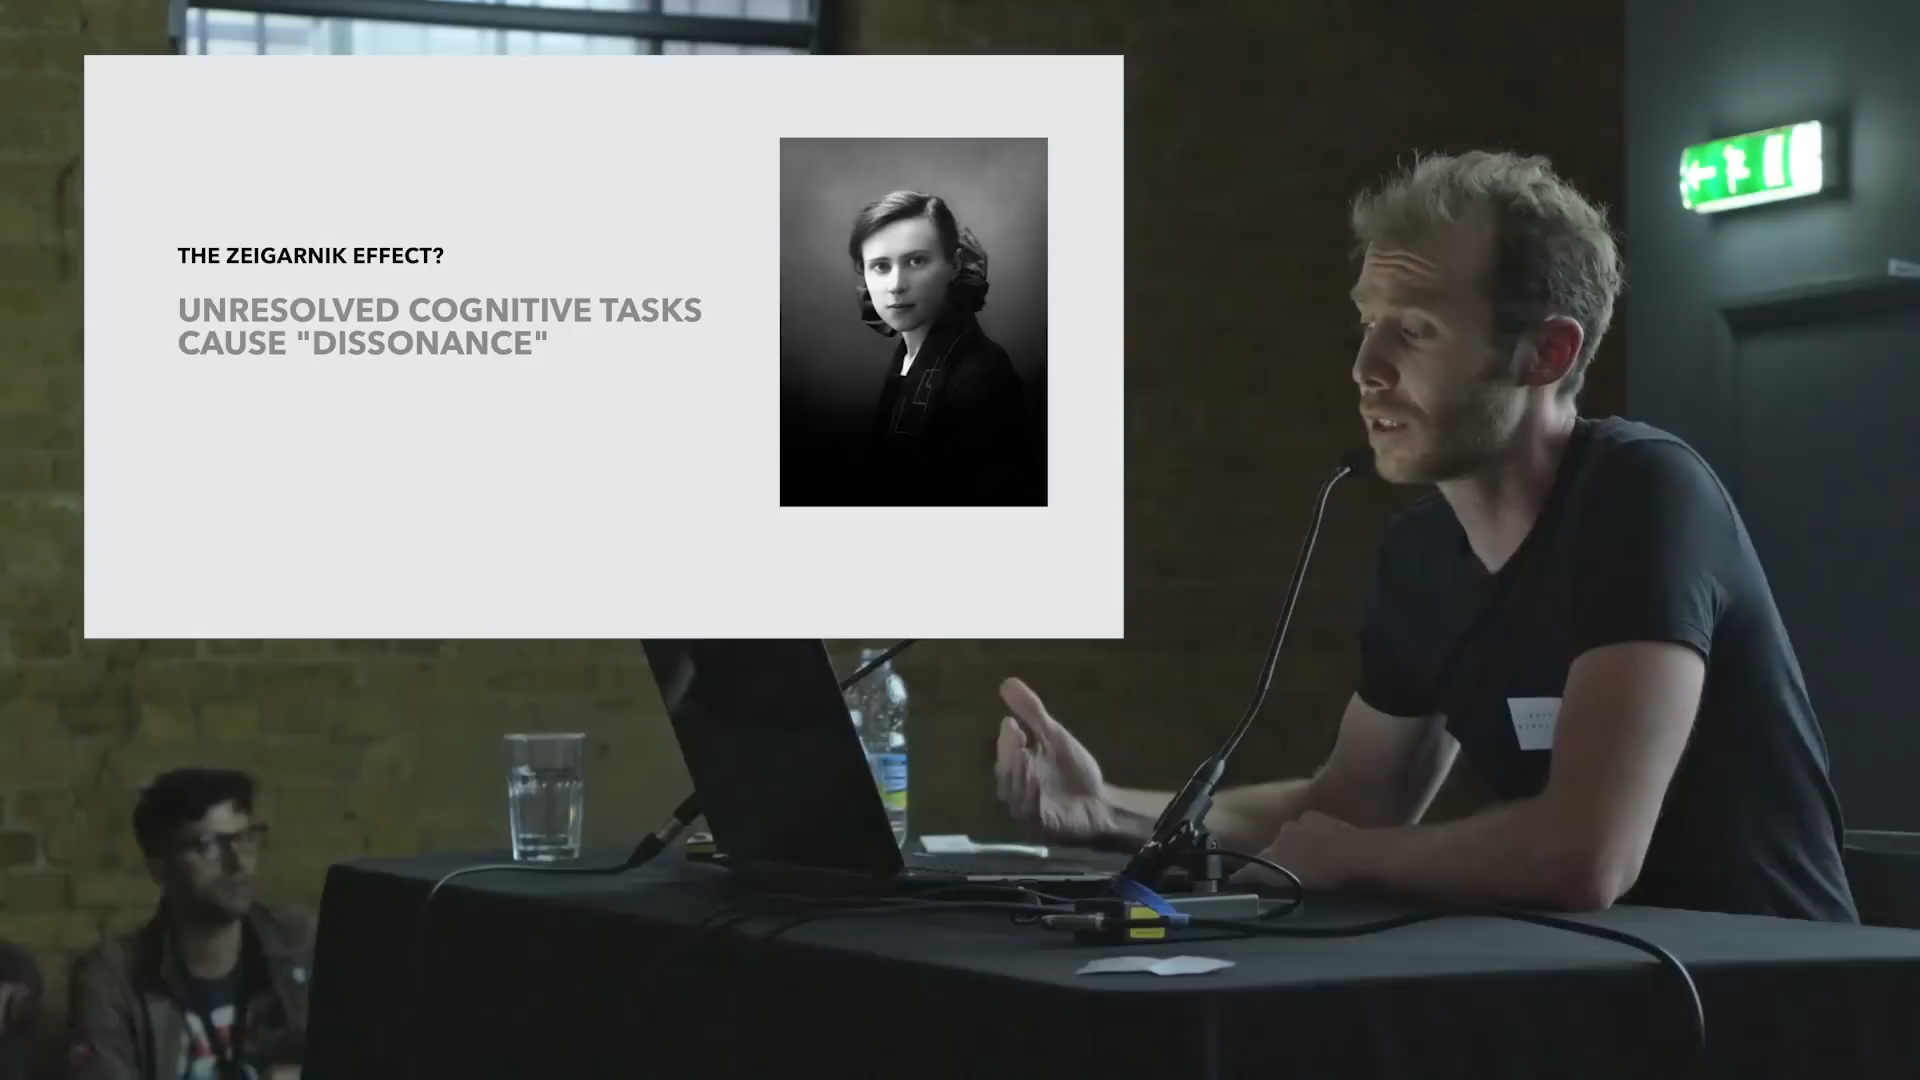 THE ZEIGARNIK EFFECT?
UNRESOLVED COGNITIVE TASKS
CAUSE "DISSONANCE"